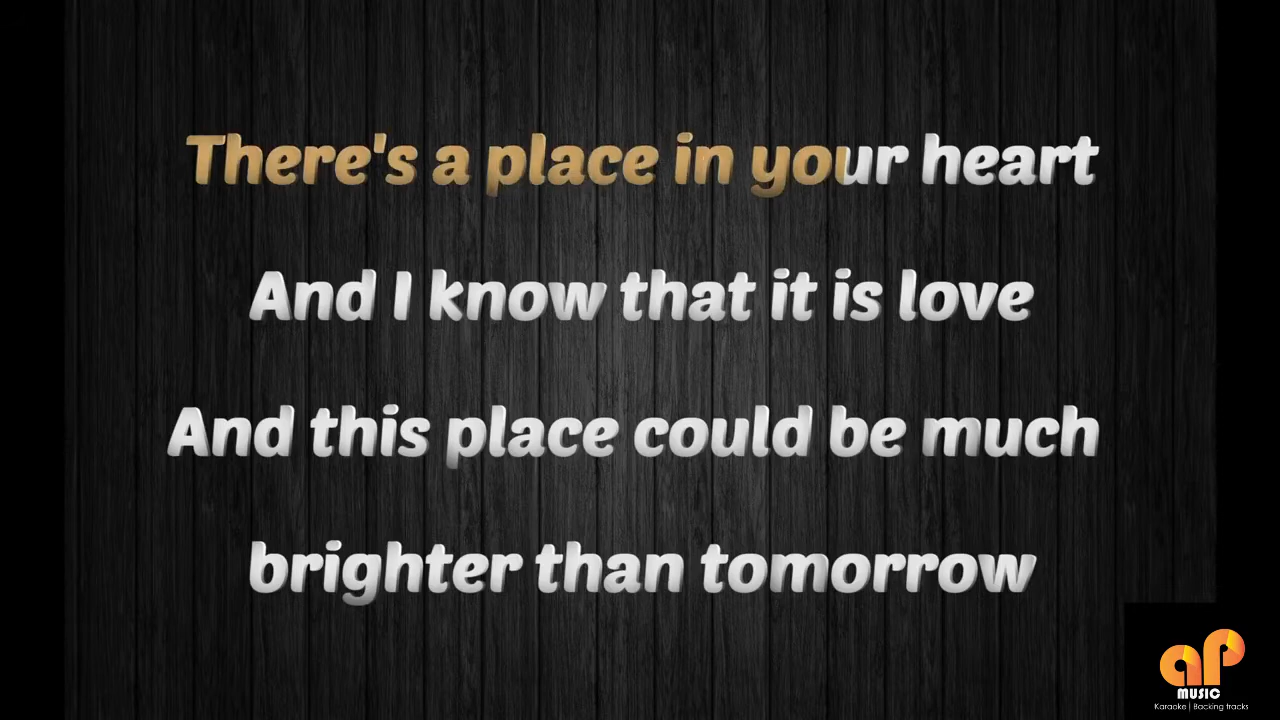 There's a place in your heart
And I know that it is love
And this place could be much
brighter than tomorrow
ap
MUSIC
Karaoke | Backing tracks